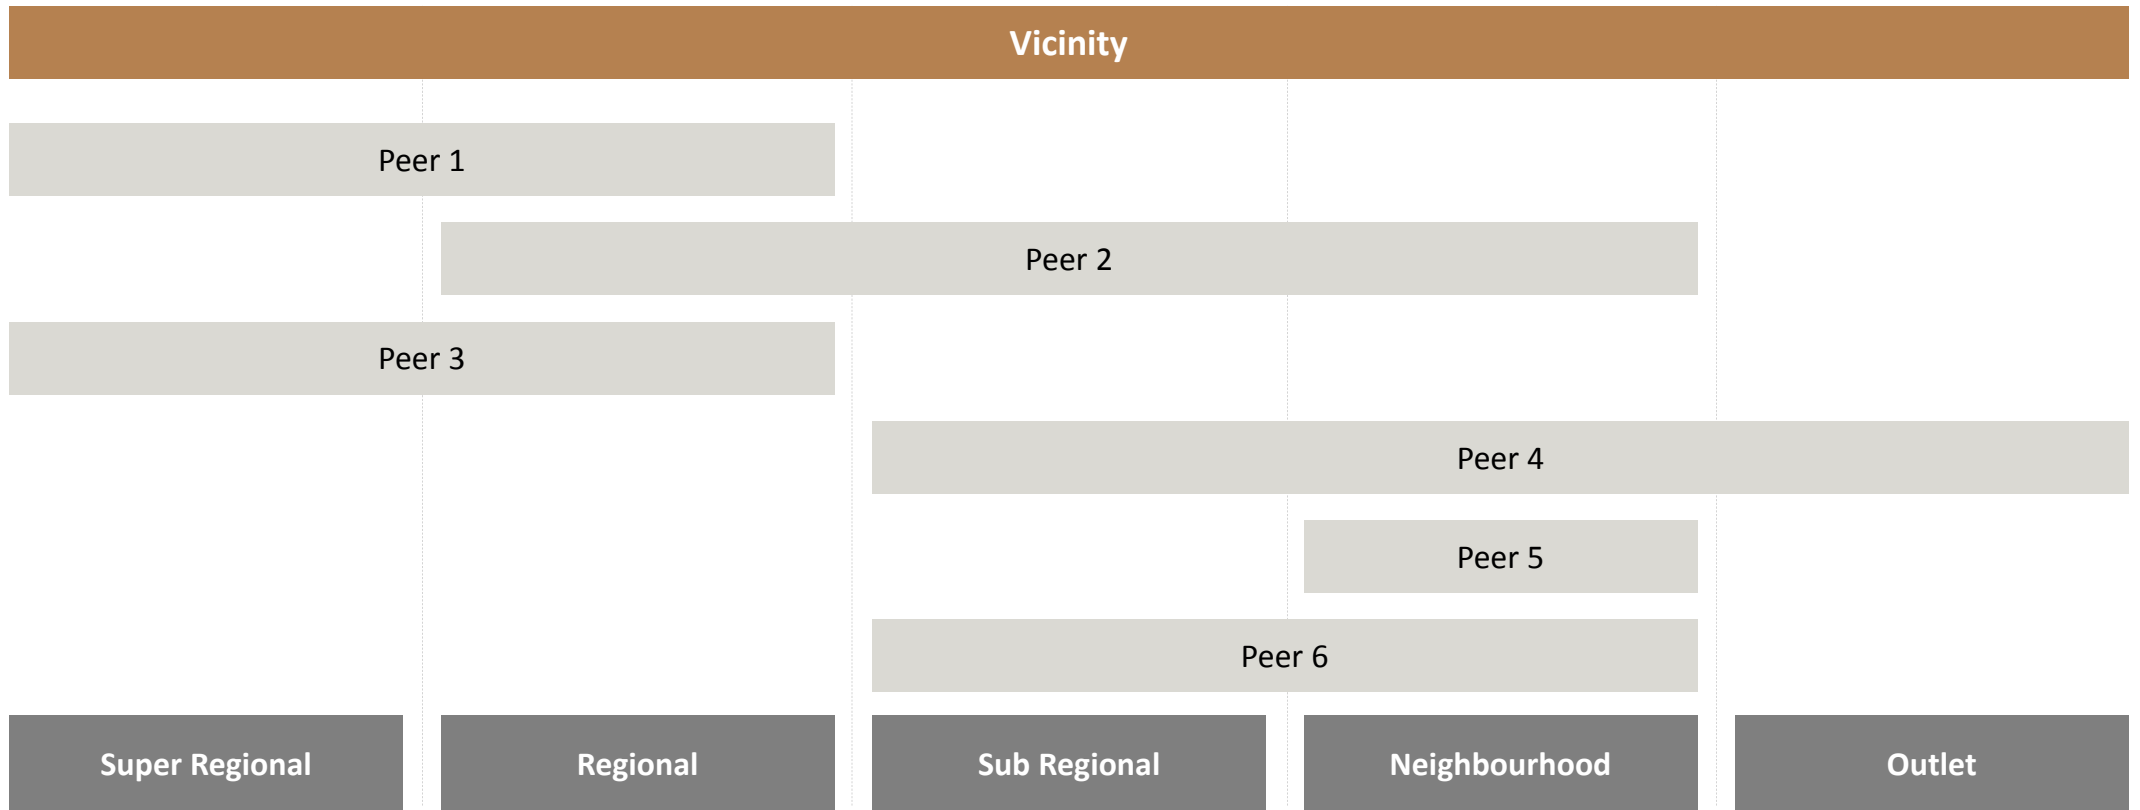 Vicinity
Peer 1
Peer 2
Peer 3
Peer 4
Peer 5
Peer 6
Super Regional
Regional
Sub Regional
Neighbourhood
Outlet